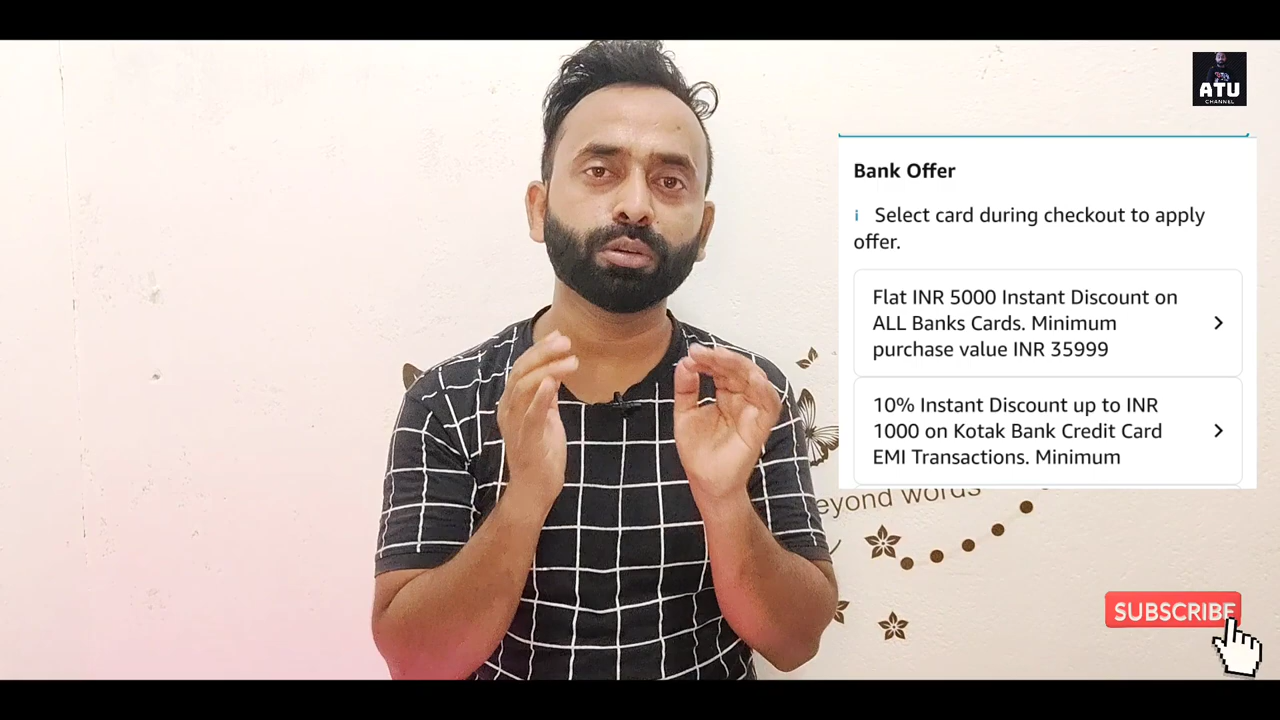 ATU
CHANNEL
Bank Offer
i Select card during checkout to apply
offer.
Flat INR 5000 Instant Discount on
ALL Banks Cards. Minimum
purchase value INR 35999
10% Instant Discount up to INR
1000 on Kotak Bank Credit Card
EMI Transactions. Minimum
eyond words
SUBSCRIBE